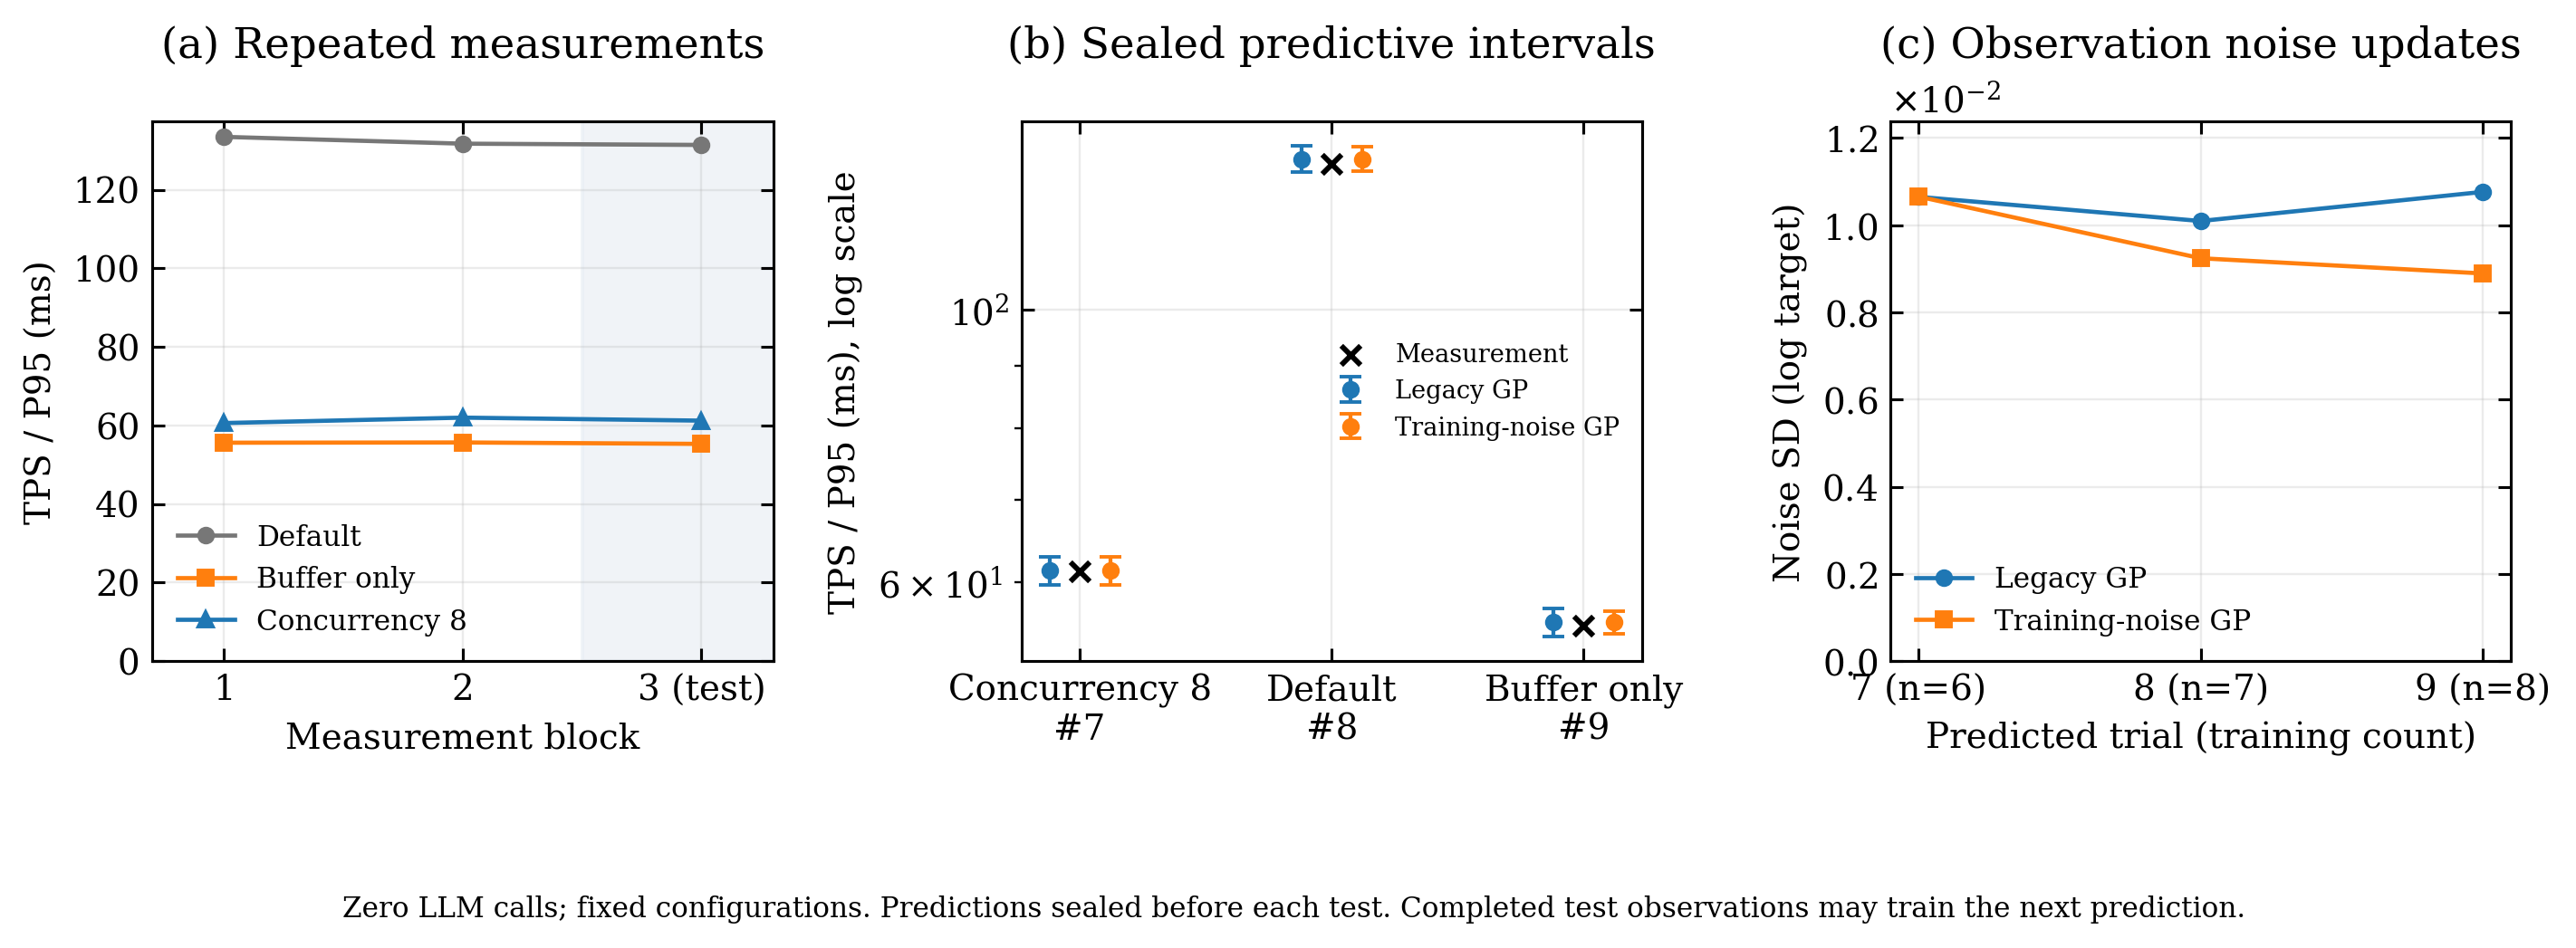 (a) Repeated measurements
TPS / P95 (ms)
120
100
80
60
40
20
0
Default
Buffer only
Concurrency 8
1
2
3 (test)
Measurement block
(b) Sealed predictive intervals
TPS / P95 (ms), log scale
10²
6 × 10¹
Measurement
Legacy GP
Training-noise GP
Concurrency 8
#7
Default
#8
Buffer only
#9
(c) Observation noise updates
×10⁻²
Noise SD (log target)
1.2
1.0
0.8
0.6
0.4
0.2
0.0
Legacy GP
Training-noise GP
7 (n=6)
8 (n=7)
9 (n=8)
Predicted trial (training count)
Zero LLM calls; fixed configurations. Predictions sealed before each test. Completed test observations may train the next prediction.